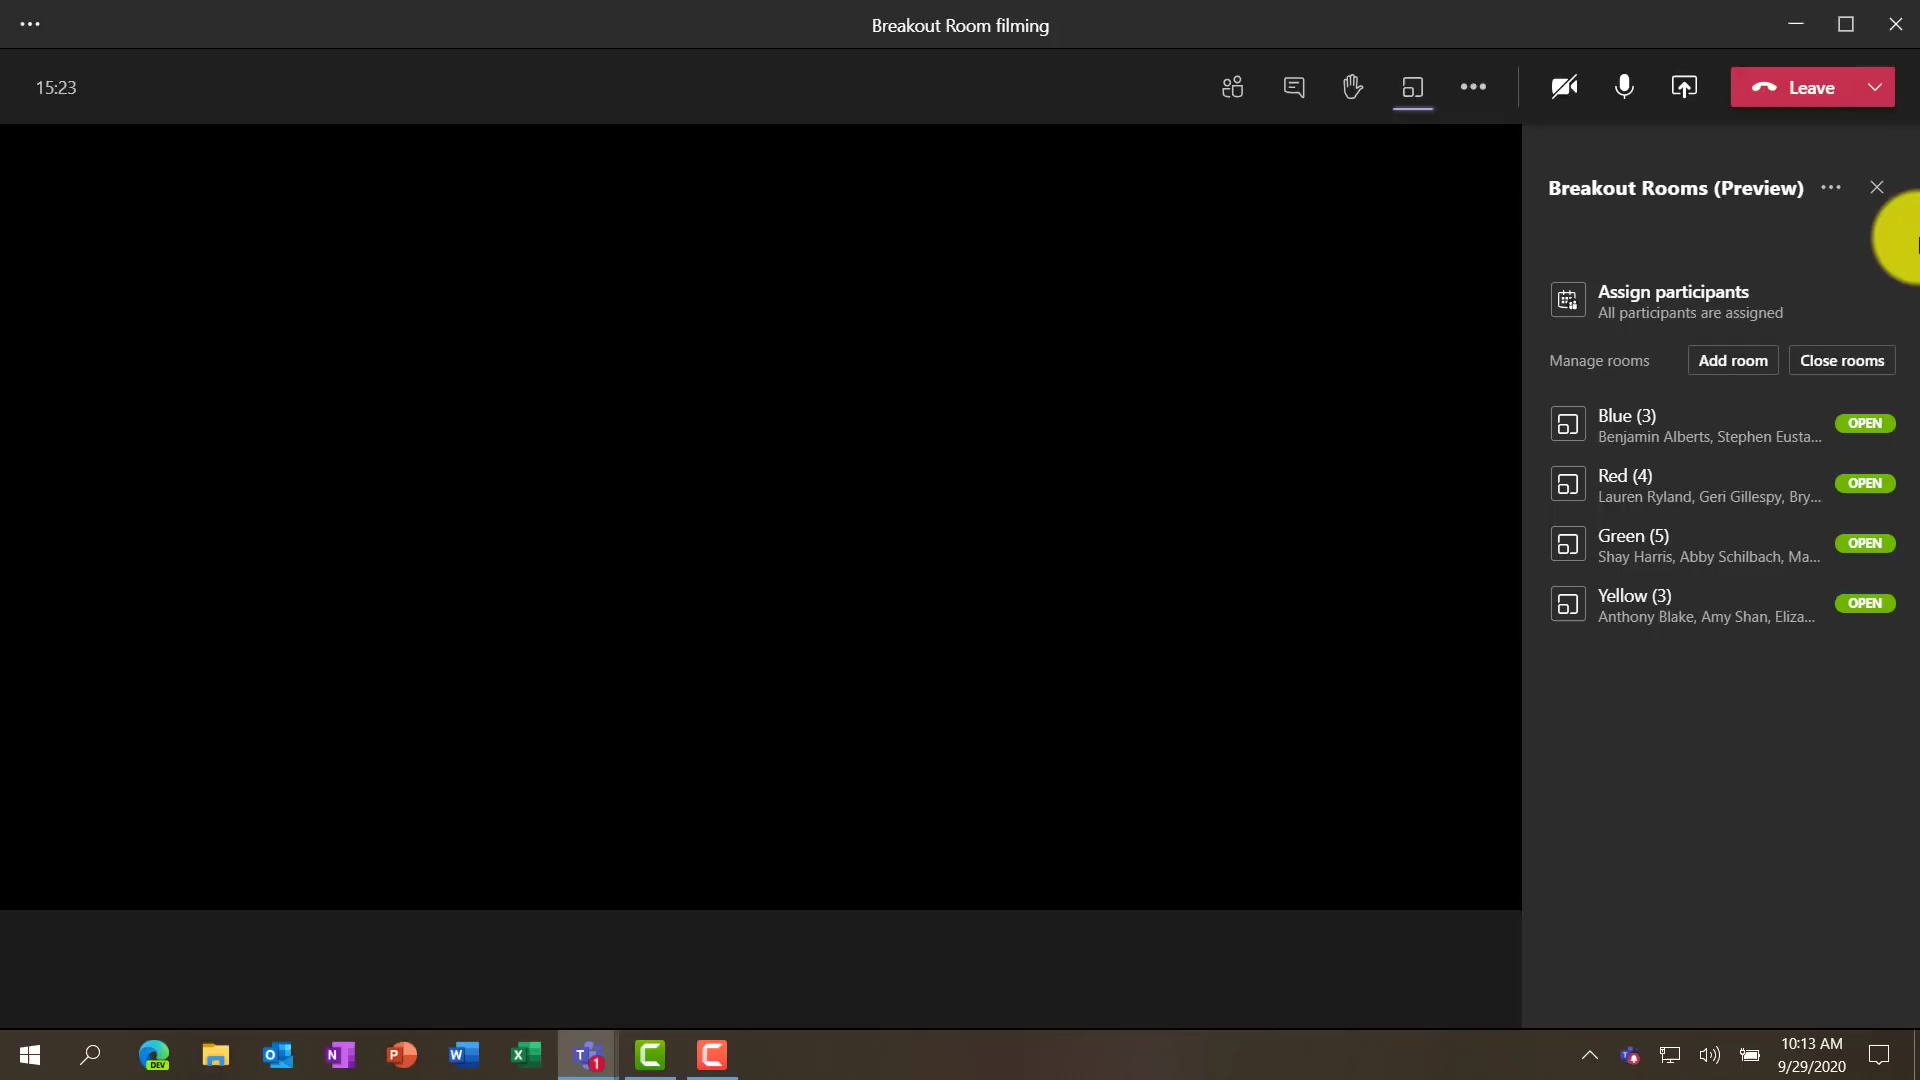 Breakout Room filming
15:23
Leave
Breakout Rooms (Preview)
Assign participants
All participants are assigned
Manage rooms
Add room
Close rooms
Blue (3)
Benjamin Alberts, Stephen Eusta...
OPEN
Red (4)
Lauren Ryland, Geri Gillespy, Bry...
OPEN
Green (5)
Shay Harris, Abby Schilbach, Ma...
OPEN
Yellow (3)
Anthony Blake, Amy Shan, Eliza...
OPEN
DEV
O
N
P
W
X
T
1
C
C
10:13 AM
9/29/2020